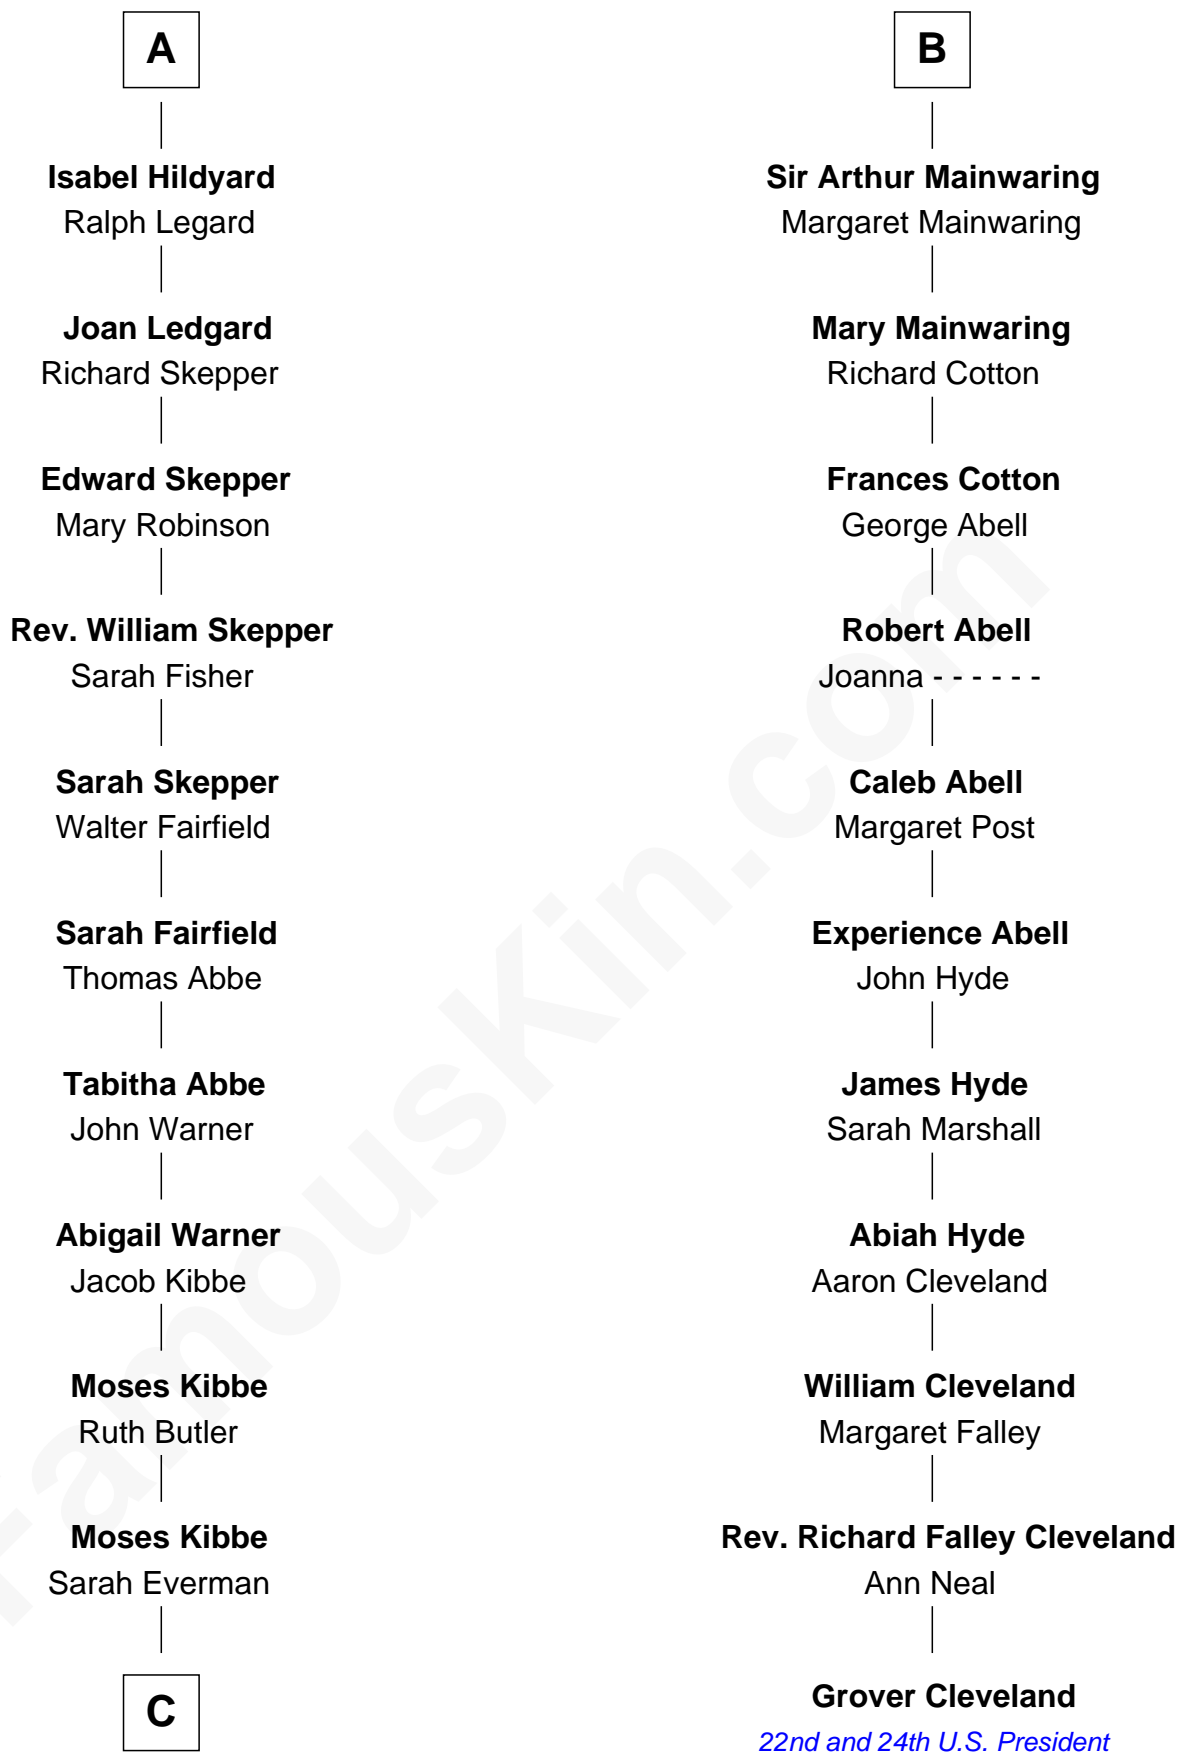 A
Isabel Hildyard
Ralph Legard
Joan Ledgard
Richard Skepper
Edward Skepper
Mary Robinson
Rev. William Skepper
Sarah Fisher
Sarah Skepper
Walter Fairfield
Sarah Fairfield
Thomas Abbe
Tabitha Abbe
John Warner
Abigail Warner
Jacob Kibbe
Moses Kibbe
Ruth Butler
Moses Kibbe
Sarah Everman
C
B
Sir Arthur Mainwaring
Margaret Mainwaring
Mary Mainwaring
Richard Cotton
Frances Cotton
George Abell
Robert Abell
Joanna - - - - - -
Caleb Abell
Margaret Post
Experience Abell
John Hyde
James Hyde
Sarah Marshall
Abiah Hyde
Aaron Cleveland
William Cleveland
Margaret Falley
Rev. Richard Falley Cleveland
Ann Neal
Grover Cleveland
22nd and 24th U.S. President
FamousKin.com